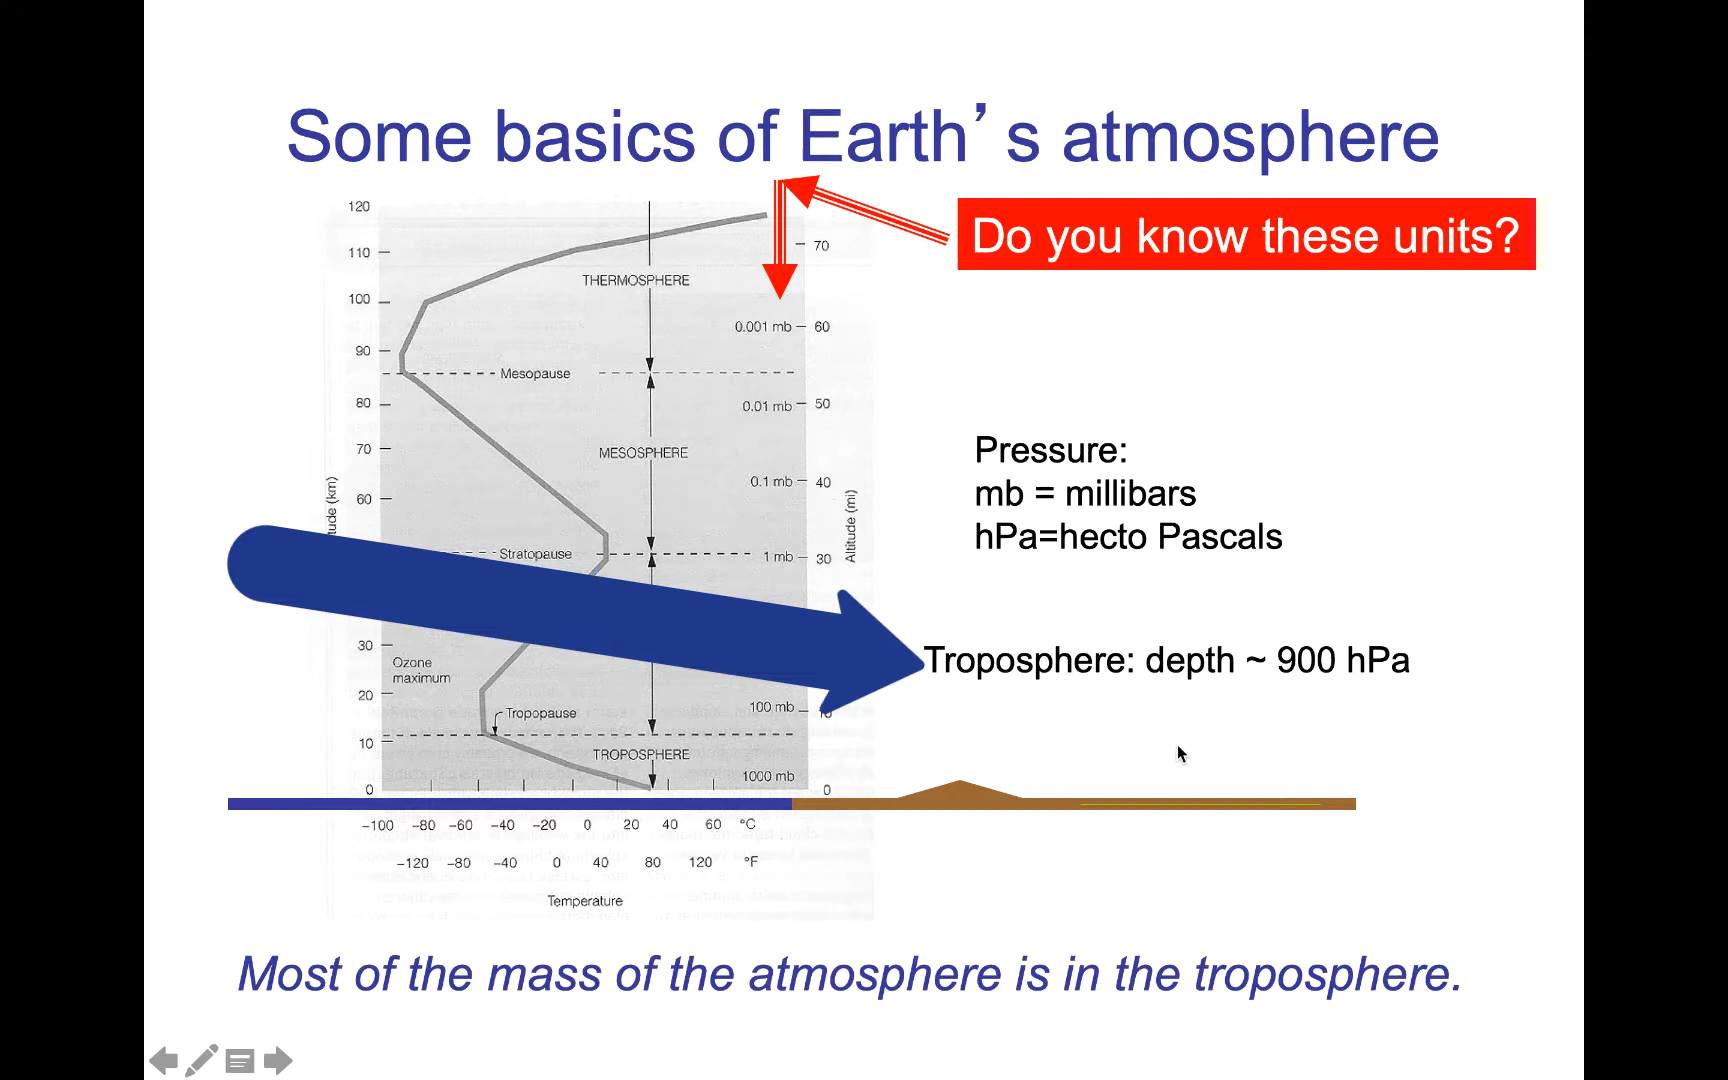 Some basics of Earth’s atmosphere
Do you know these units?
120
110
100
90
80
70
60
30
20
10
0
tude (km)
THERMOSPHERE
Mesopause
MESOSPHERE
Stratopause
Ozone
maximum
Tropopause
TROPOSPHERE
0.001 mb
0.01 mb
0.1 mb
1 mb
100 mb
1000 mb
70
60
50
40
30
10
0
Altitude (mi)
-100 -80 -60 -40 -20 0 20 40 60 °C
-120 -80 -40 0 40 80 120 °F
Temperature
Pressure:
mb = millibars
hPa=hecto Pascals
Troposphere: depth ~ 900 hPa
Most of the mass of the atmosphere is in the troposphere.